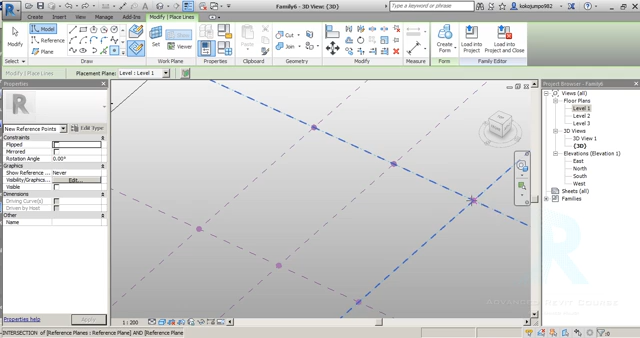 Family6 - 3D View: {3D}
Type a keyword or phrase
kokojumpo982
Create Insert View Manage Add-Ins Modify | Place Lines
Modify
Model
Reference
Plane
Set
Show
Viewer
Cut
Join
Create Form
Load into Project
Load into Project and Close
Select Draw Work Plane Properties Clipboard Geometry Modify Measure Form Family Editor
Modify | Place Lines Placement Plane: Level : Level 1
Properties
New Reference Points
Edit Type
Constraints
Flipped
Mirrored
Rotation Angle 0.00°
Graphics
Show Reference ... Never
Visibility/Graphics... Edit...
Visible
Dimensions
Driving Curve(s)
Driven by Host
Other
Name
Properties help
Apply
Project Browser - Family6
Views (all)
Floor Plans
Level 1
Level 2
Level 3
3D Views
3D View 1
{3D}
Elevations (Elevation 1)
East
North
South
West
Sheets (all)
Families
Advanced Revit Course
1 : 200
INTERSECTION of [Reference Planes : Reference Plane] AND [Reference Plane